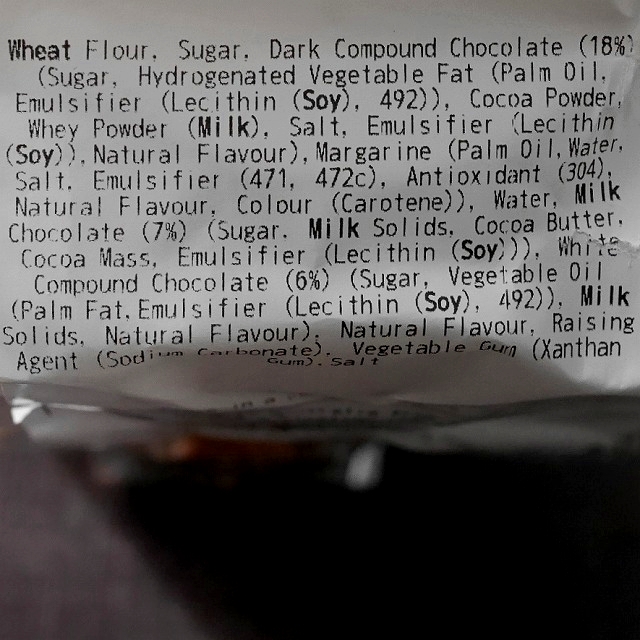 Wheat Flour, Sugar, Dark Compound Chocolate (18%)
(Sugar, Hydrogenated Vegetable Fat (Palm Oil,
Emulsifier (Lecithin (Soy), 492)), Cocoa Powder,
Whey Powder (Milk), Salt, Emulsifier (Lecithin
(Soy)), Natural Flavour), Margarine (Palm Oil, Water,
Salt, Emulsifier (471, 472c), Antioxidant (304),
Natural Flavour, Colour (Carotene)), Water, Milk
Chocolate (7%) (Sugar, Milk Solids, Cocoa Butter,
Cocoa Mass, Emulsifier (Lecithin (Soy))), White
Compound Chocolate (6%) (Sugar, Vegetable Oil
(Palm Fat, Emulsifier (Lecithin (Soy), 492)), Milk
Solids, Natural Flavour), Natural Flavour, Raising
Agent (Sodium Carbonate), Vegetable Gum (Xanthan
Gum), Salt